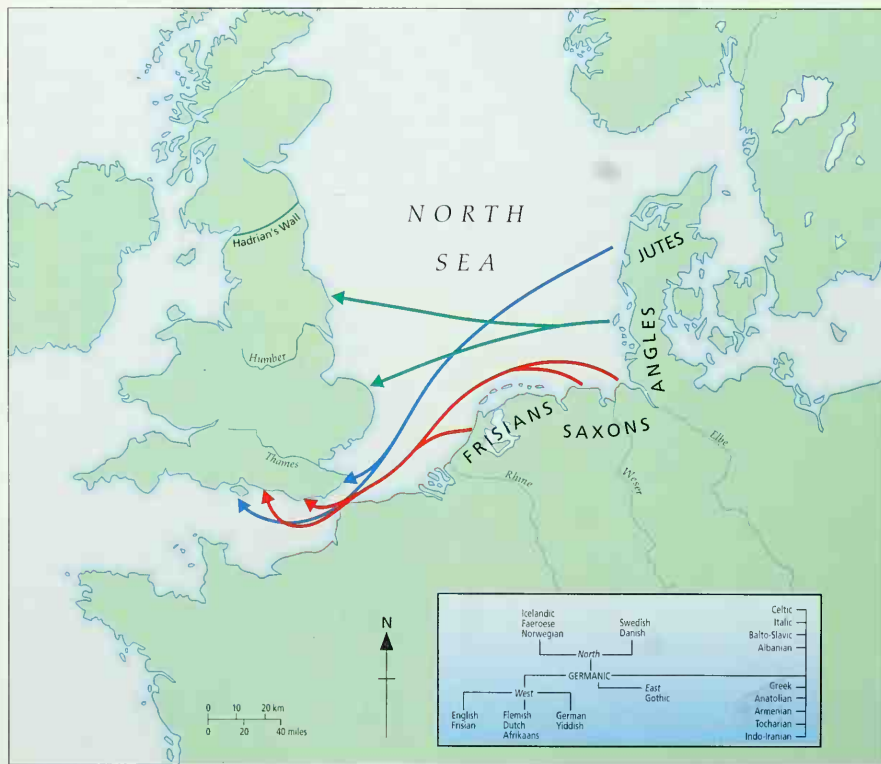 NORTH
SEA
Hadrian's Wall
JUTES
ANGLES
Humber
FRISIANS
SAXONS
Elbe
Thames
Rhine
Weser
N
0 10 20 km
0 20 40 miles
Icelandic
Faeroese
Norwegian
Swedish
Danish
Celtic
Italic
Balto-Slavic
Albanian
North
GERMANIC
West
East
Gothic
Greek
Anatolian
Armenian
Tocharian
Indo-Iranian
English
Frisian
Flemish
Dutch
Afrikaans
German
Yiddish